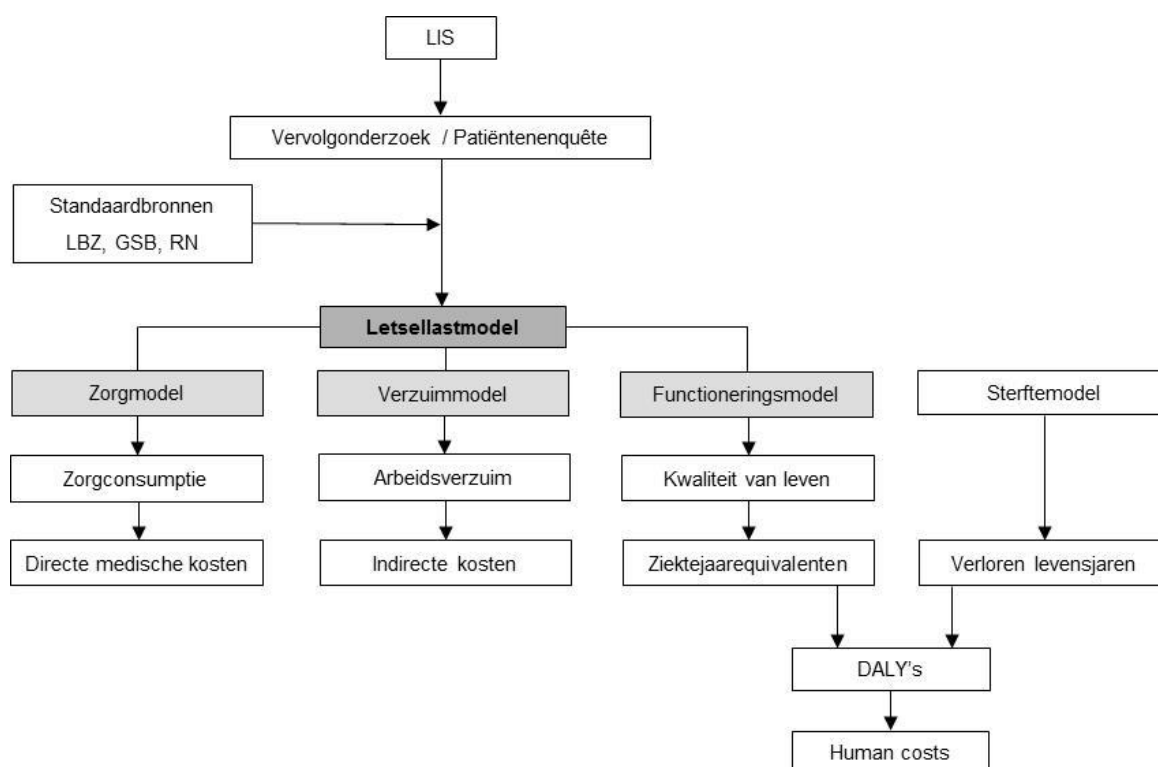 LIS
Vervolgonderzoek / Patiëntenenquête
Standaardbronnen
LBZ, GSB, RN
Letsellastmodel
Zorgmodel
Verzuimmodel
Functioneringsmodel
Sterftemodel
Zorgconsumptie
Arbeidsverzuim
Kwaliteit van leven
Directe medische kosten
Indirecte kosten
Ziektejaarequivalenten
Verloren levensjaren
DALY's
Human costs